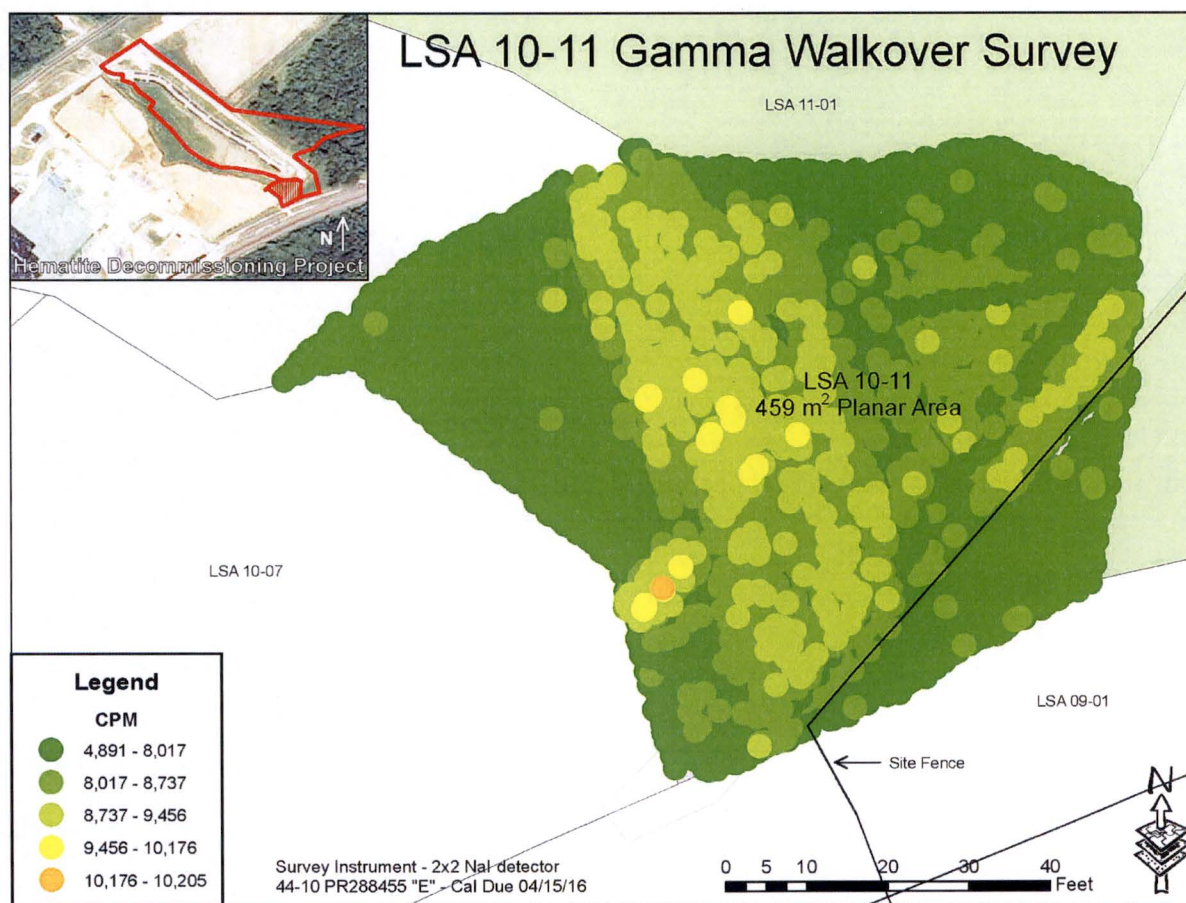 LSA 10-11 Gamma Walkover Survey
LSA 11-01
N
Hematite Decommissioning Project
LSA 10-11
459 m² Planar Area
LSA 10-07
LSA 09-01
Site Fence
Legend
CPM
4,891 - 8,017
8,017 - 8,737
8,737 - 9,456
9,456 - 10,176
10,176 - 10,205
Survey Instrument - 2x2 NaI detector
44-10 PR288455 "E" - Cal Due 04/15/16
0 5 10 20 30 40
Feet
N